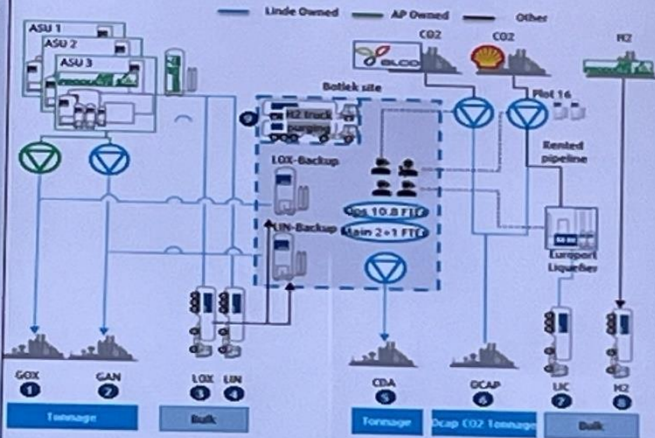 Linde Owned
AP Owned
Other
ASU 1
ASU 2
ASU 3
CO2
CO2
H2
Botlek site
Plot 16
H2 truck
purging
LOX-Backup
Rented
pipeline
Ops 10.8 FTE
LIN-Backup
Main 2+1 FTE
Europort
Liquefier
GOX
GAN
LOX
LIN
CDA
OCAP
LIC
H2
1
2
3
4
5
6
7
8
Tonnage
Bulk
Tonnage
Ocap CO2 Tonnage
Bulk